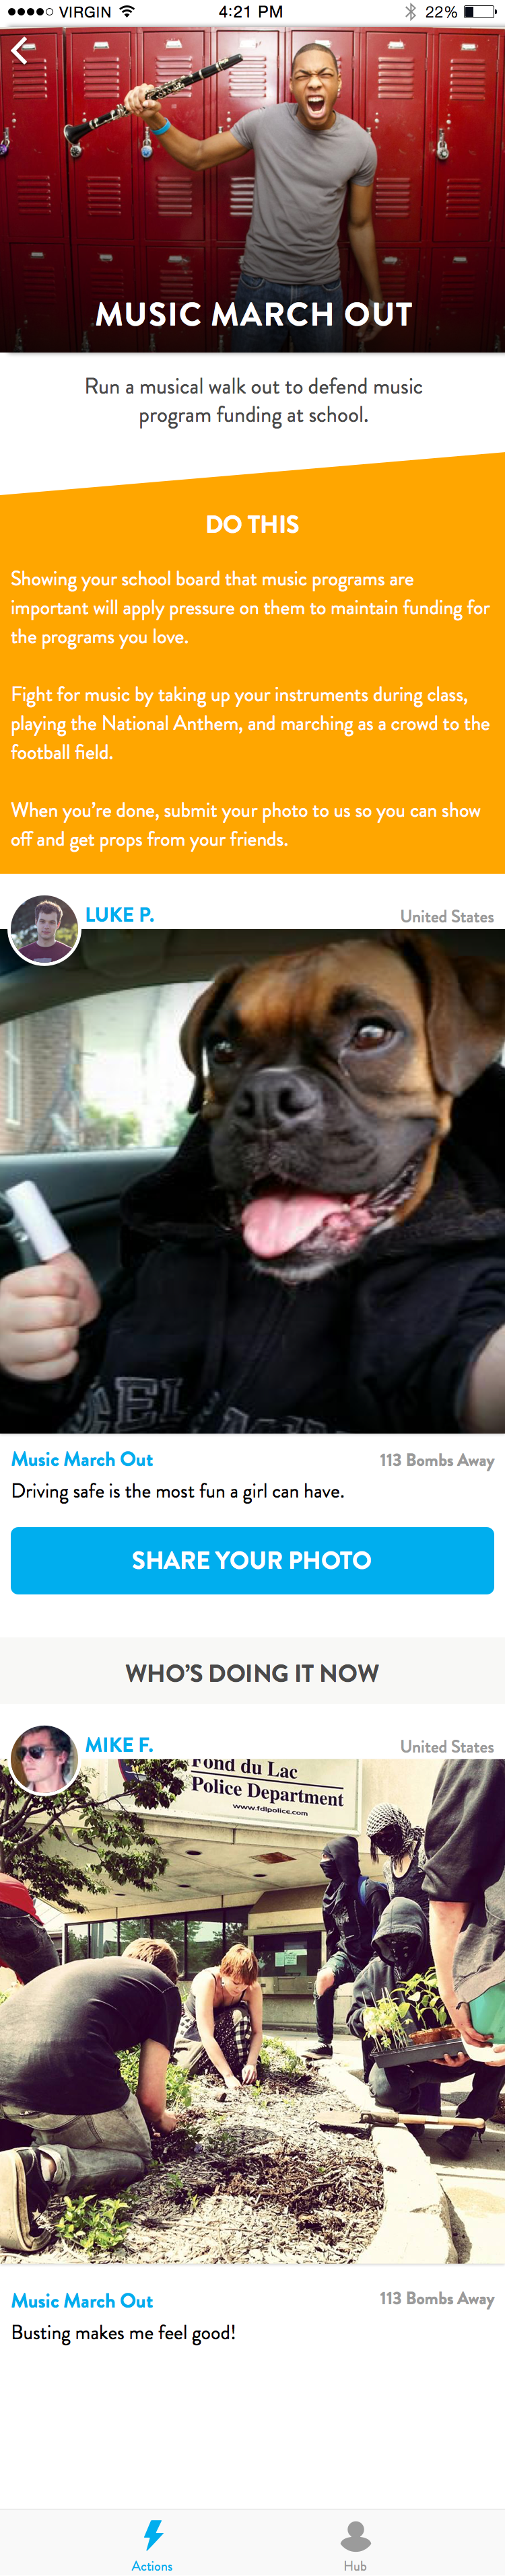 VIRGIN 4:21 PM 22%
MUSIC MARCH OUT
Run a musical walk out to defend music
program funding at school.
DO THIS
Showing your school board that music programs are
important will apply pressure on them to maintain funding for
the programs you love.
Fight for music by taking up your instruments during class,
playing the National Anthem, and marching as a crowd to the
football field.
When you’re done, submit your photo to us so you can show
off and get props from your friends.
LUKE P. United States
Music March Out 113 Bombs Away
Driving safe is the most fun a girl can have.
SHARE YOUR PHOTO
WHO’S DOING IT NOW
MIKE F. United States
Fond du Lac
Police Department
www.fdlpolice.com
Music March Out 113 Bombs Away
Busting makes me feel good!
Actions Hub